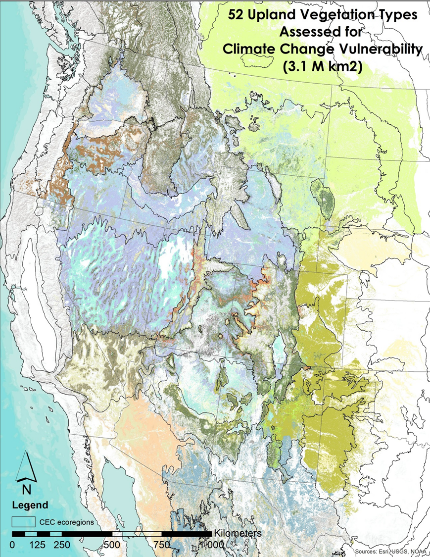 52 Upland Vegetation Types
Assessed for
Climate Change Vulnerability
(3.1 M km2)
N
Legend
CEC ecoregions
Kilometers
0 125 250 500 750 1,000
Sources: Esri, USGS, NOAA